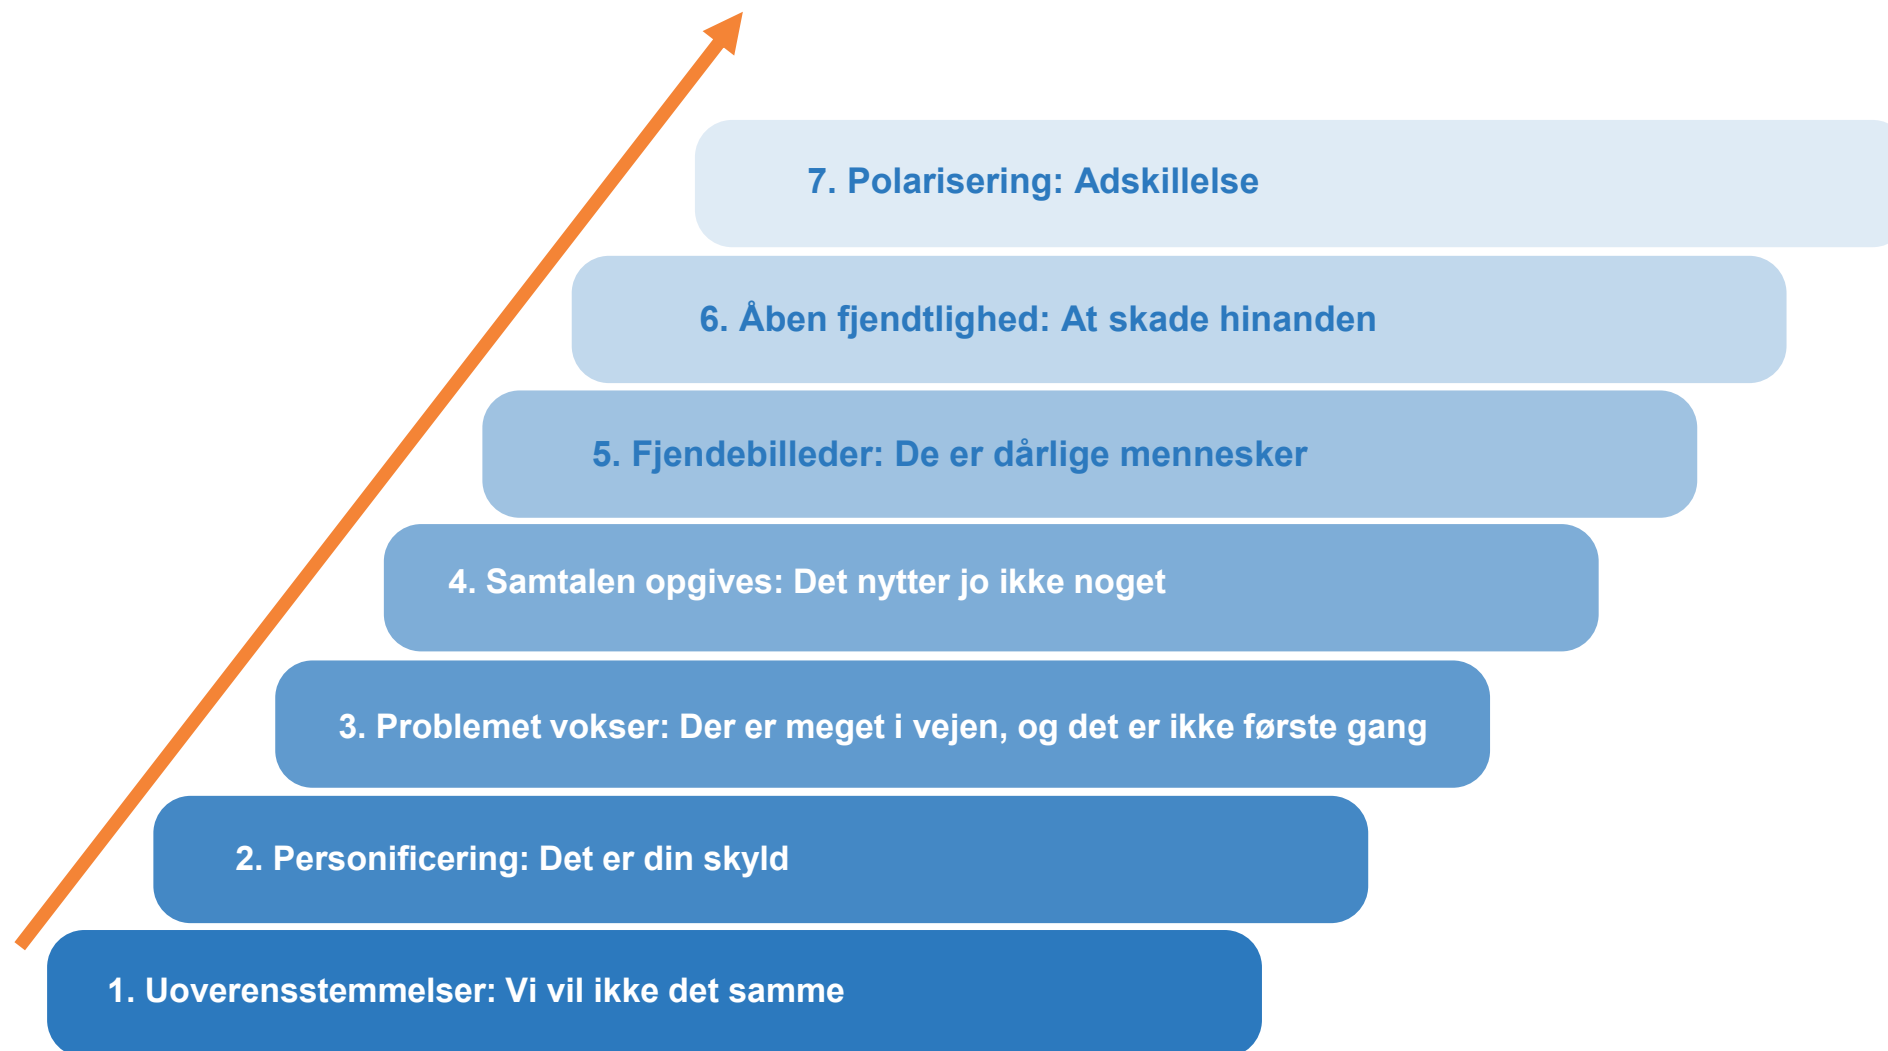 7. Polarisering: Adskillelse
6. Åben fjendtlighed: At skade hinanden
5. Fjendebilleder: De er dårlige mennesker
4. Samtalen opgives: Det nytter jo ikke noget
3. Problemet vokser: Der er meget i vejen, og det er ikke første gang
2. Personificering: Det er din skyld
1. Uoverensstemmelser: Vi vil ikke det samme